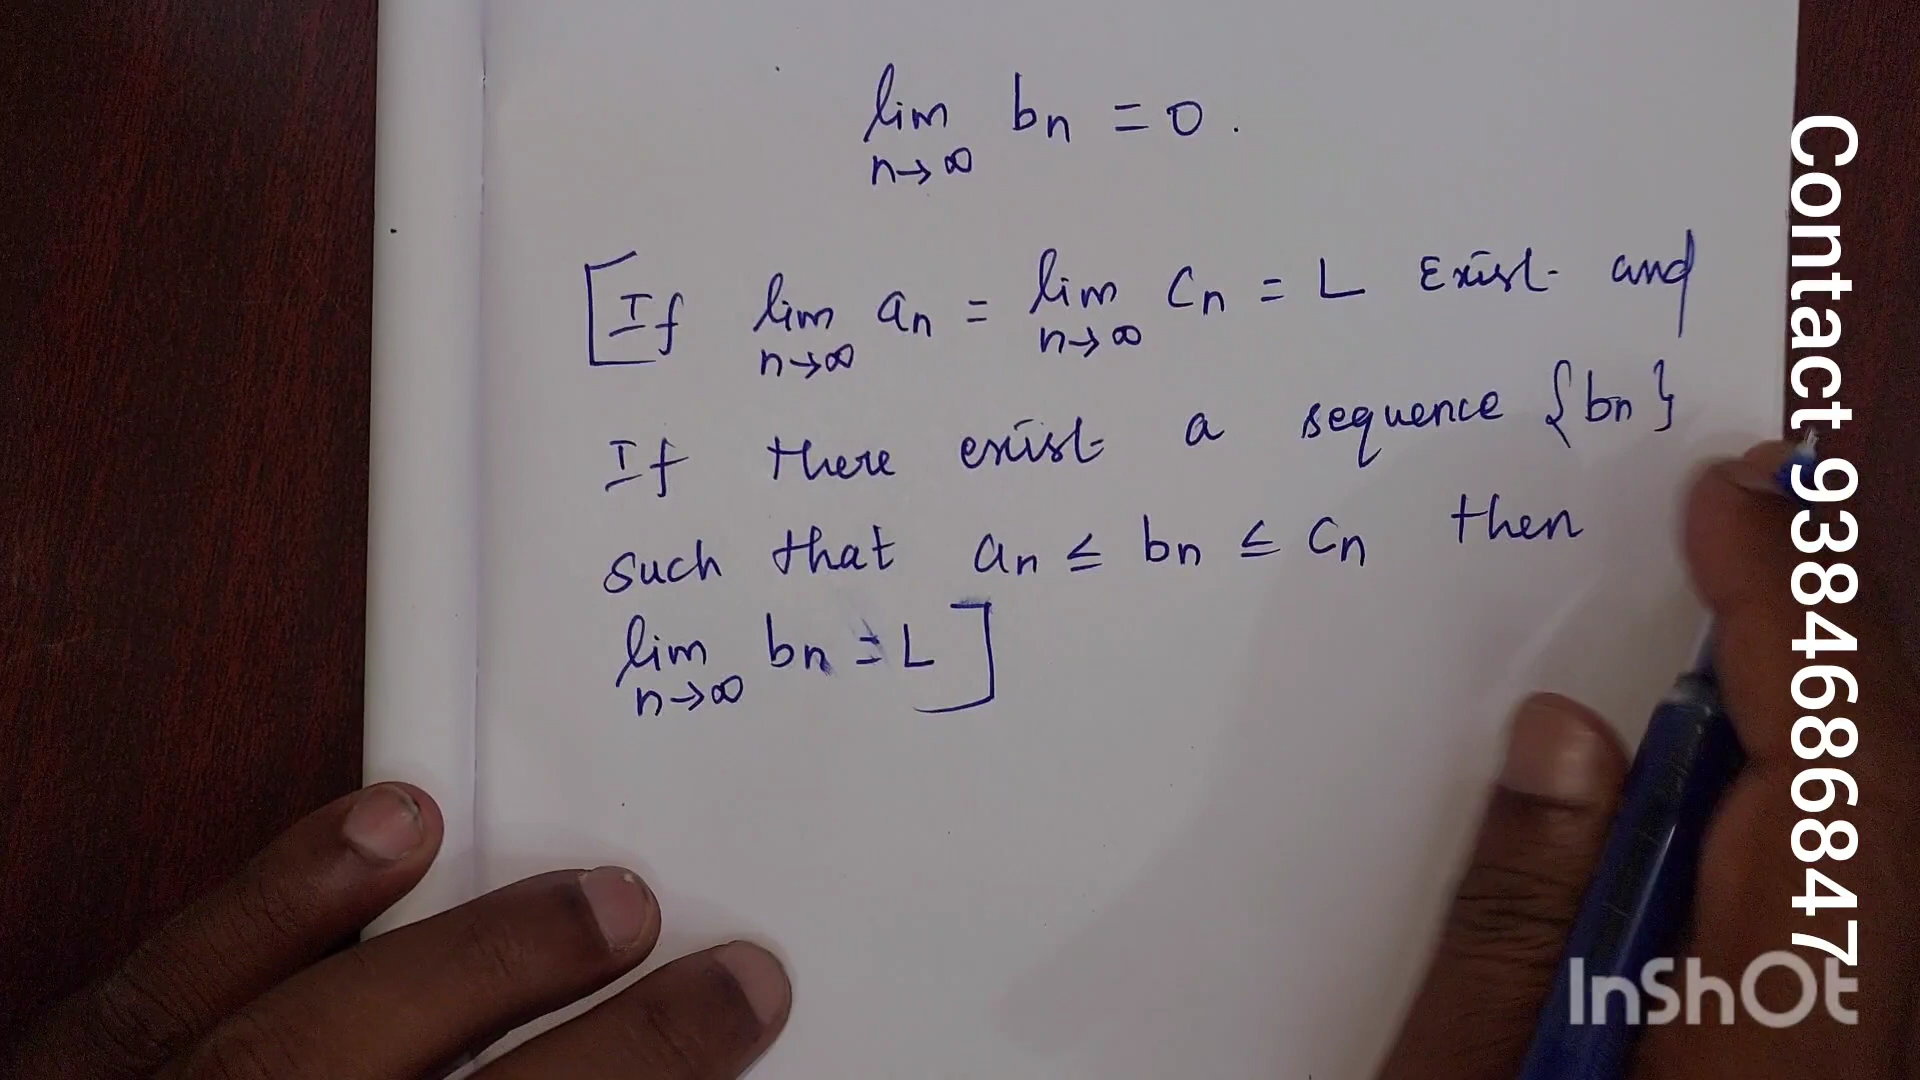 lim bn = 0.
n→∞
[If lim an = lim cn = L Exist and
n→∞ n→∞
If there exist a sequence {bn}
such that an ≤ bn ≤ cn then
lim bn = L]
n→∞
Contact 9384686847
InShOt